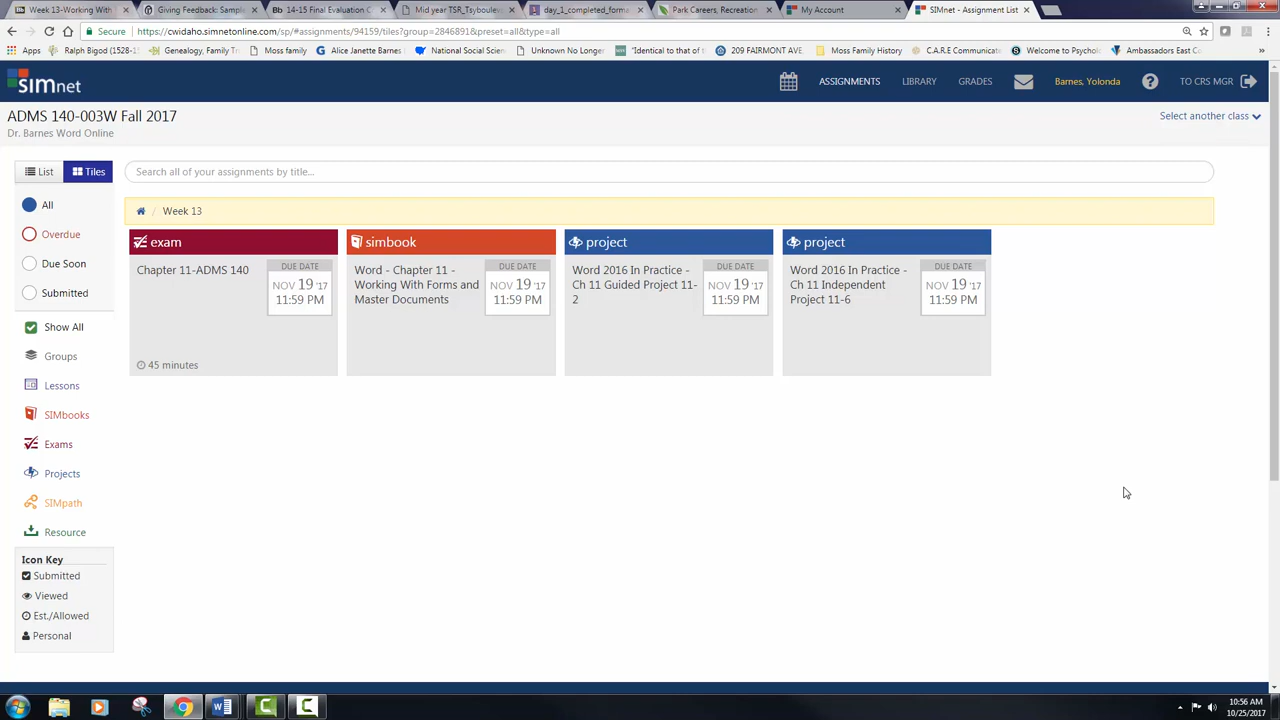 Week 13-Working With
Giving Feedback: Sampl
14-15 Final Evaluation C
Mid year TSR_Tsyboulev
day_1_completed_forma
Park Careers, Recreation
My Account
SIMnet - Assignment List
Secure https://cwidaho.simnetonline.com/sp/#assignments/94159/tiles?group=2846891&preset=all&type=all
Apps Ralph Bigod (1528-1 Genealogy, Family Tr Moss family Alice Janette Barnes National Social Scien Unknown No Longer "Identical to that of 209 FAIRMONT AVE. Moss Family History C.A.R.E Communicat Welcome to Psychol Ambassadors East Co
SIMnet
ASSIGNMENTS LIBRARY GRADES Barnes, Yolonda ? TO CRS MGR
ADMS 140-003W Fall 2017
Dr. Barnes Word Online
Select another class
List Tiles
Search all of your assignments by title...
All
Overdue
Due Soon
Submitted
Show All
Groups
Lessons
SIMbooks
Exams
Projects
SIMpath
Resource
Icon Key
Submitted
Viewed
Est./Allowed
Personal
/ Week 13
exam
Chapter 11-ADMS 140
DUE DATE
NOV 19 '17
11:59 PM
45 minutes
simbook
Word - Chapter 11 -
Working With Forms and
Master Documents
DUE DATE
NOV 19 '17
11:59 PM
project
Word 2016 In Practice -
Ch 11 Guided Project 11-
2
DUE DATE
NOV 19 '17
11:59 PM
project
Word 2016 In Practice -
Ch 11 Independent
Project 11-6
DUE DATE
NOV 19 '17
11:59 PM
10:56 AM
10/25/2017